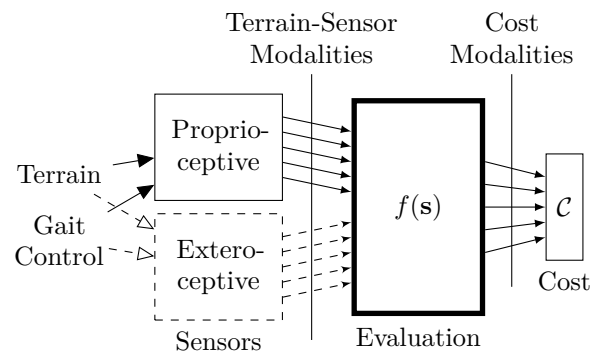 Terrain-Sensor
Modalities
Cost
Modalities
Proprio-
ceptive
Terrain
Gait
Control
Extero-
ceptive
Sensors
f(s)
Evaluation
C
Cost